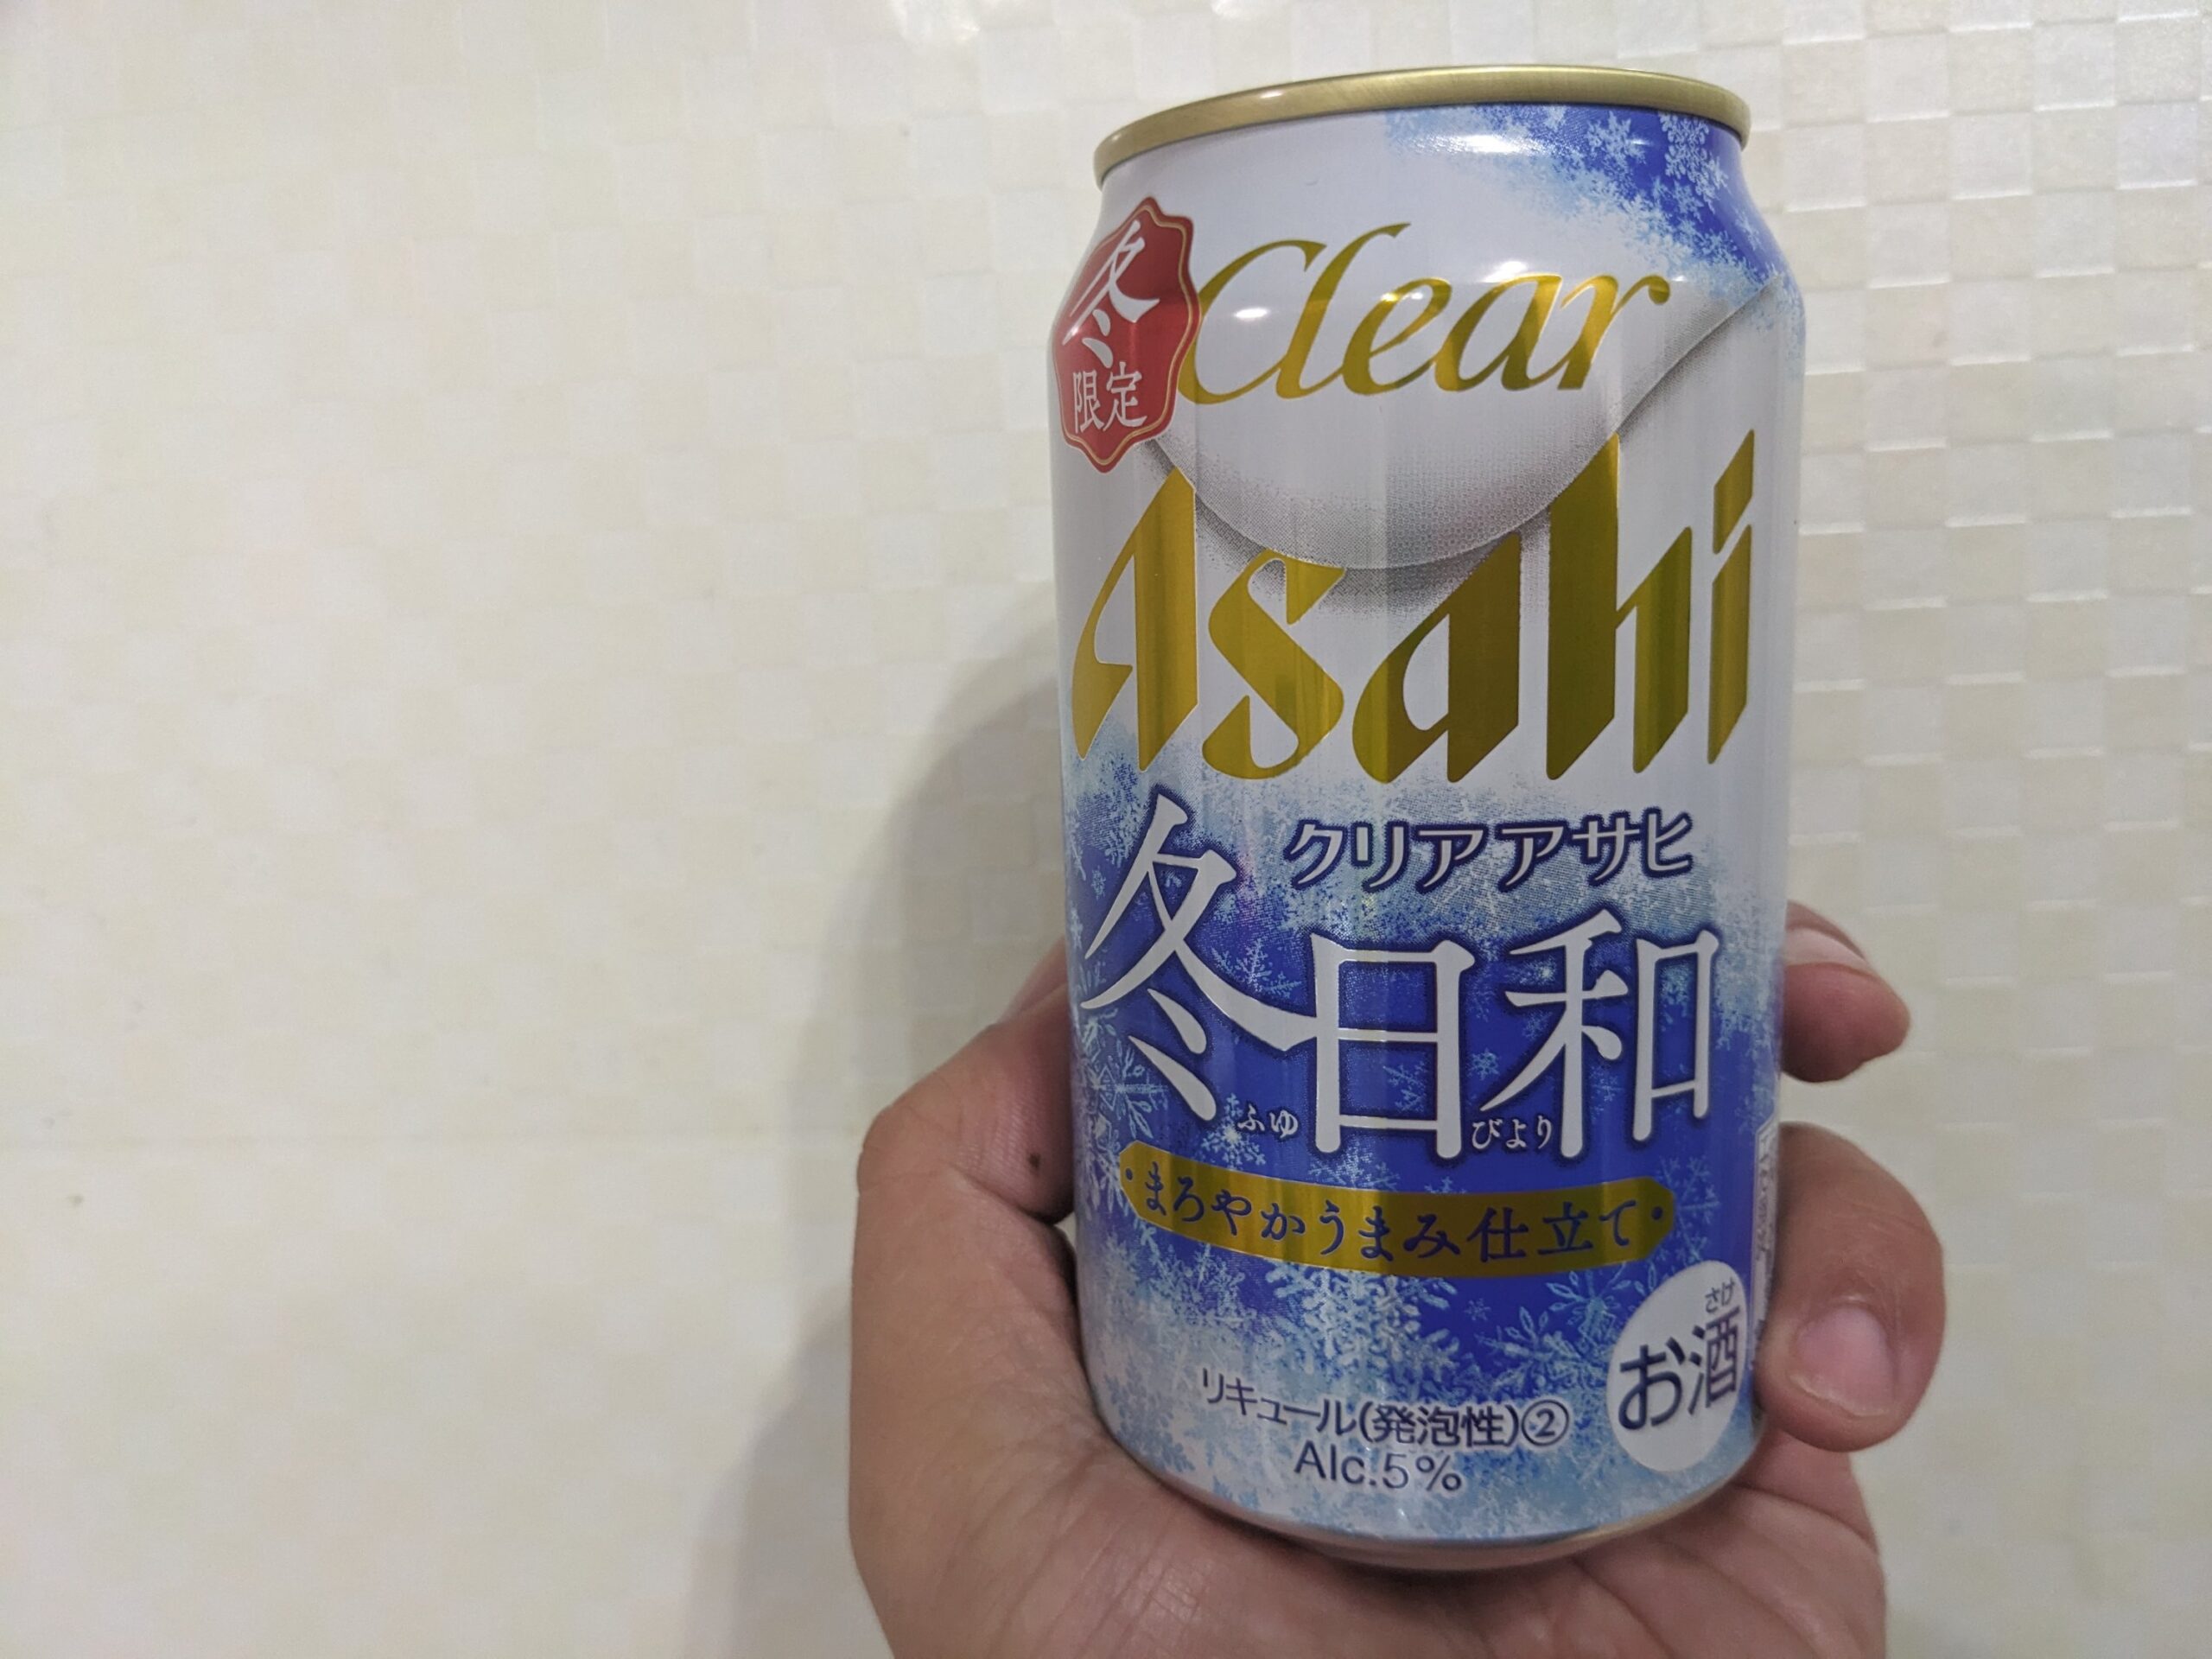 冬
限定
Clear
Asahi
クリアアサヒ
冬日和
ふゆ
びより
・まろやかうまみ仕立て・
さけ
お酒
リキュール(発泡性)②
Alc.5%